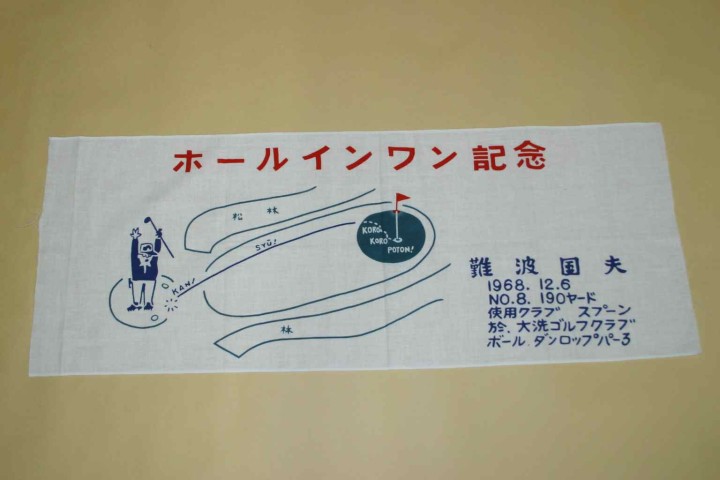 ホールインワン記念
松林
KORO
KORO
POTON!
SYŪ!
KAN!
林
難波国夫
1968. 12.6
NO.8. 190ヤード
使用クラブ スプーン
於、大洗ゴルフクラブ
ボール.ダンロップパー3